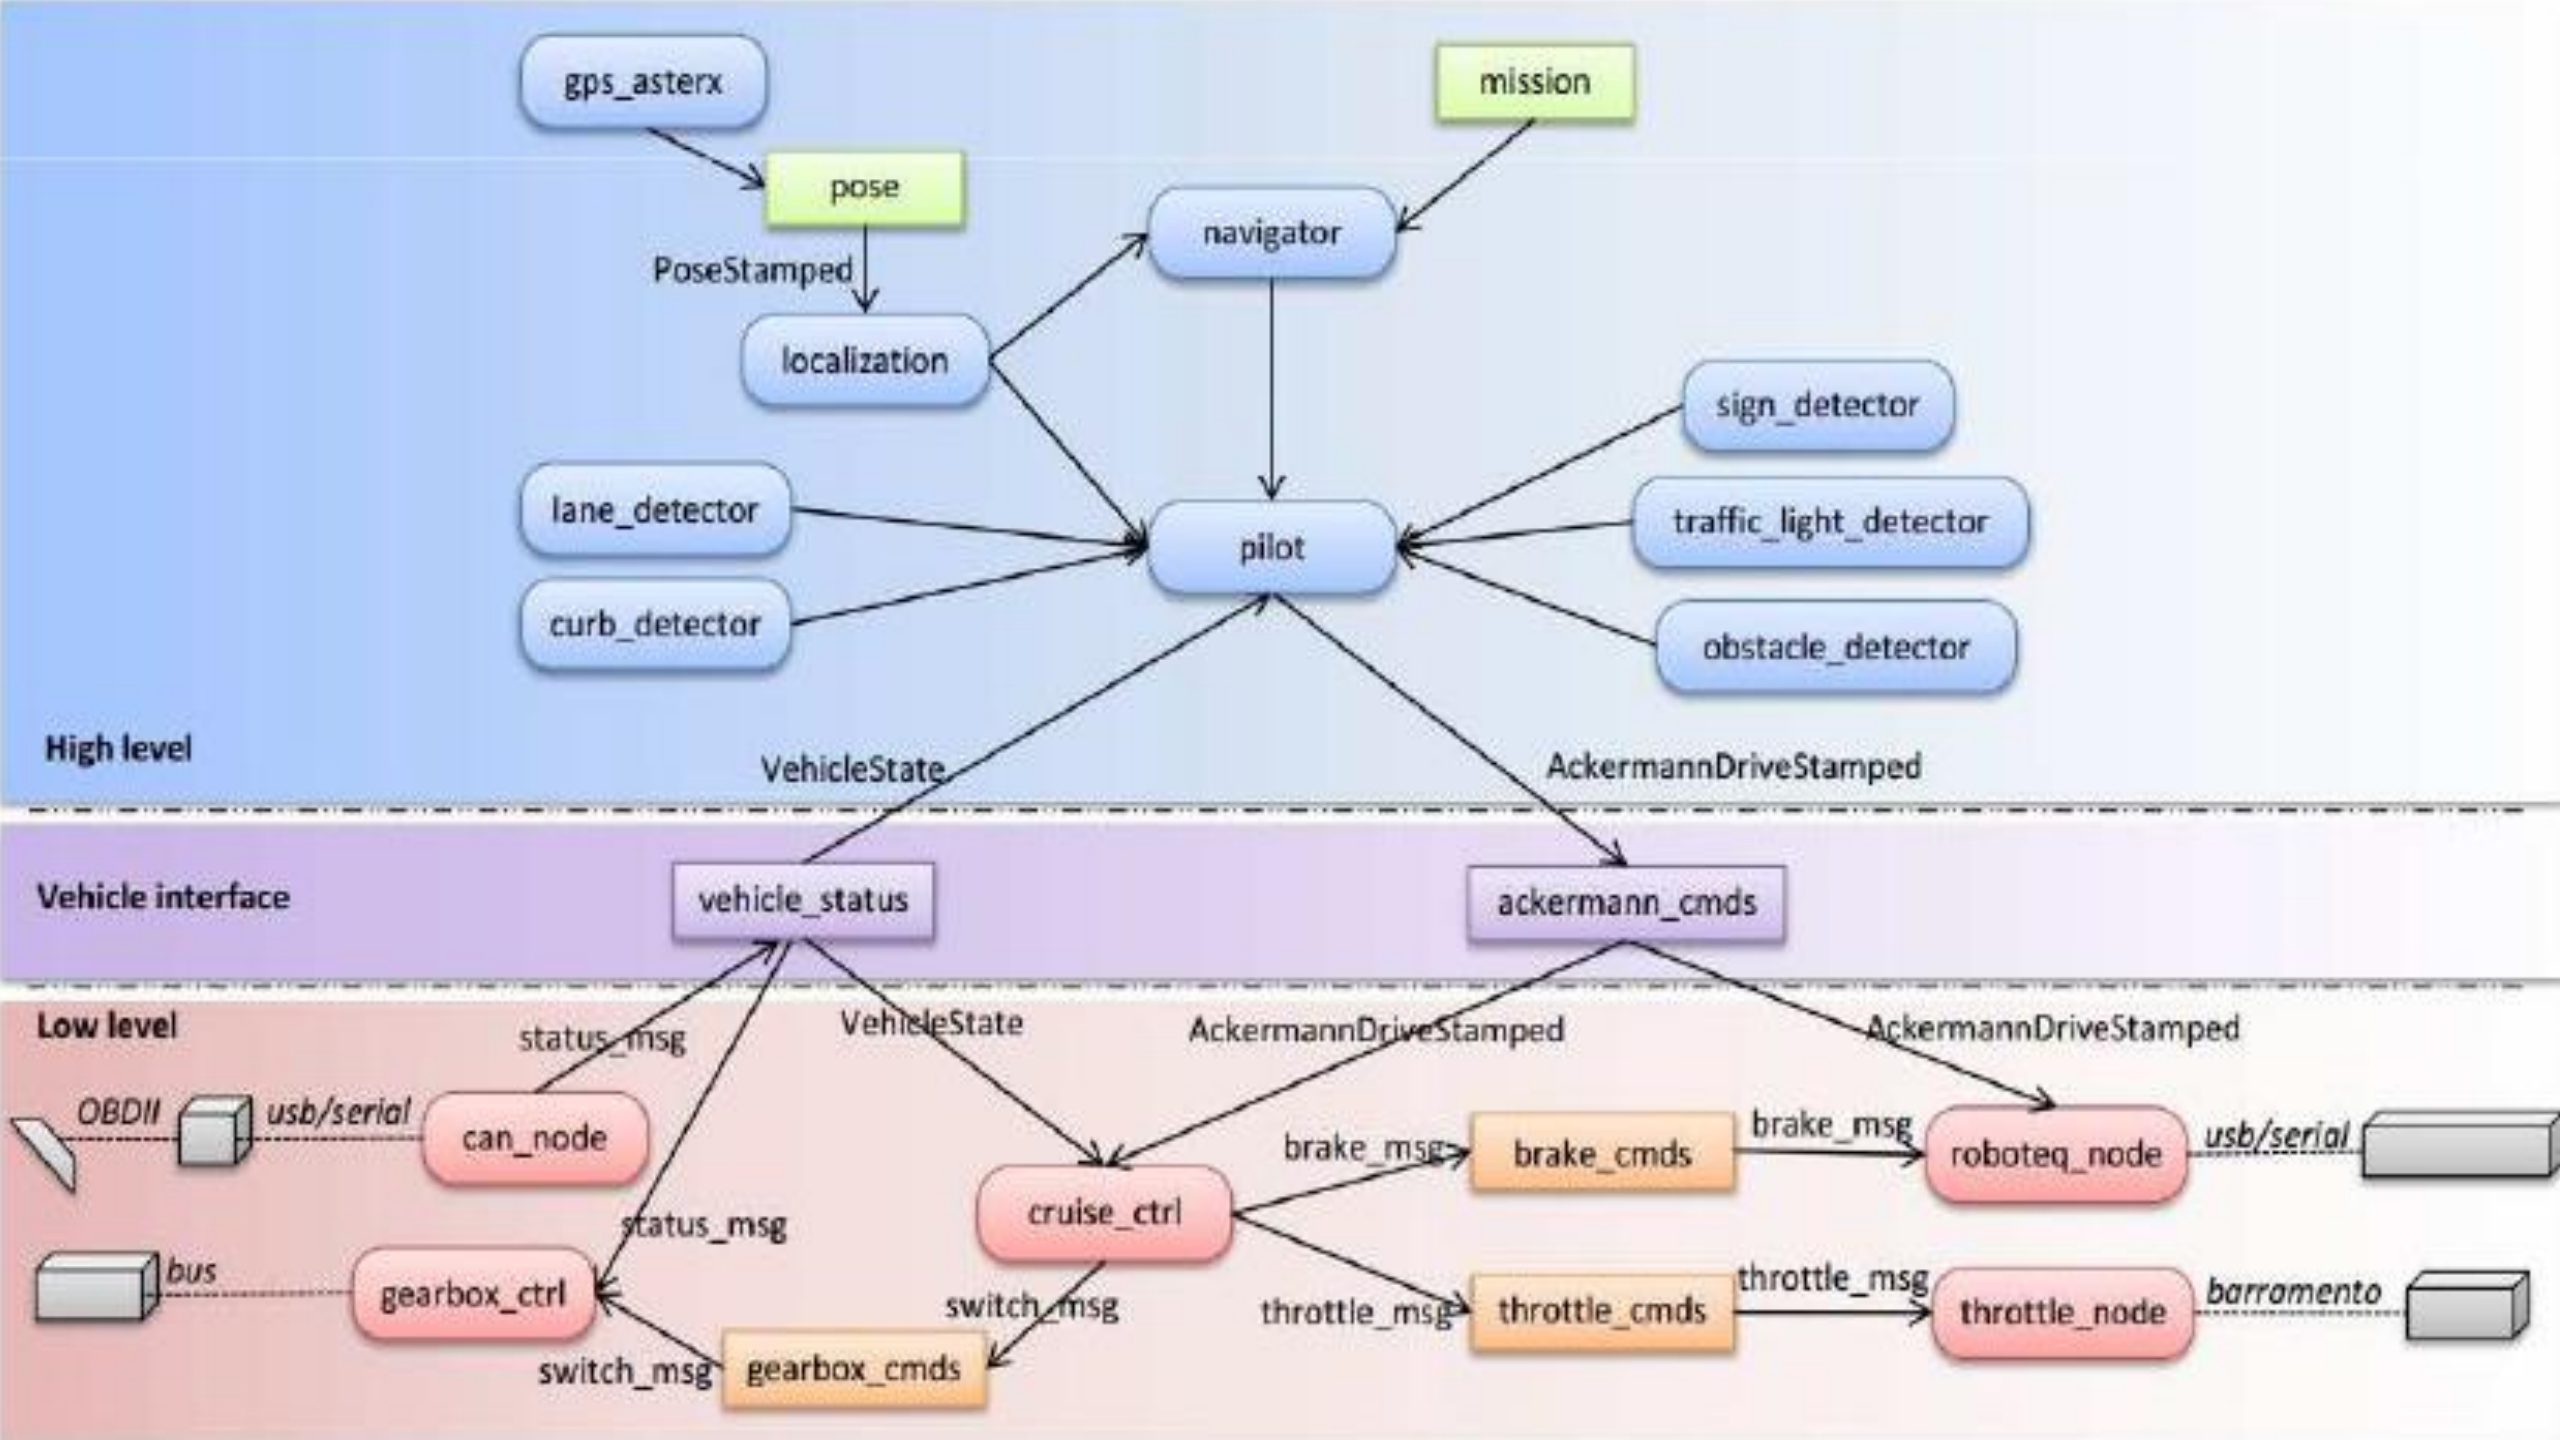 gps_asterx
mission
pose
navigator
PoseStamped
localization
sign_detector
lane_detector
traffic_light_detector
pilot
curb_detector
obstacle_detector
High level
VehicleState
AckermannDriveStamped
Vehicle interface
vehicle_status
ackermann_cmds
Low level
status_msg
VehicleState
AckermannDriveStamped
AckermannDriveStamped
OBDII
usb/serial
can_node
brake_msg
brake_cmds
brake_msg
roboteq_node
usb/serial
cruise_ctrl
status_msg
bus
gearbox_ctrl
switch_msg
throttle_msg
throttle_cmds
throttle_msg
throttle_node
barramento
switch_msg
gearbox_cmds